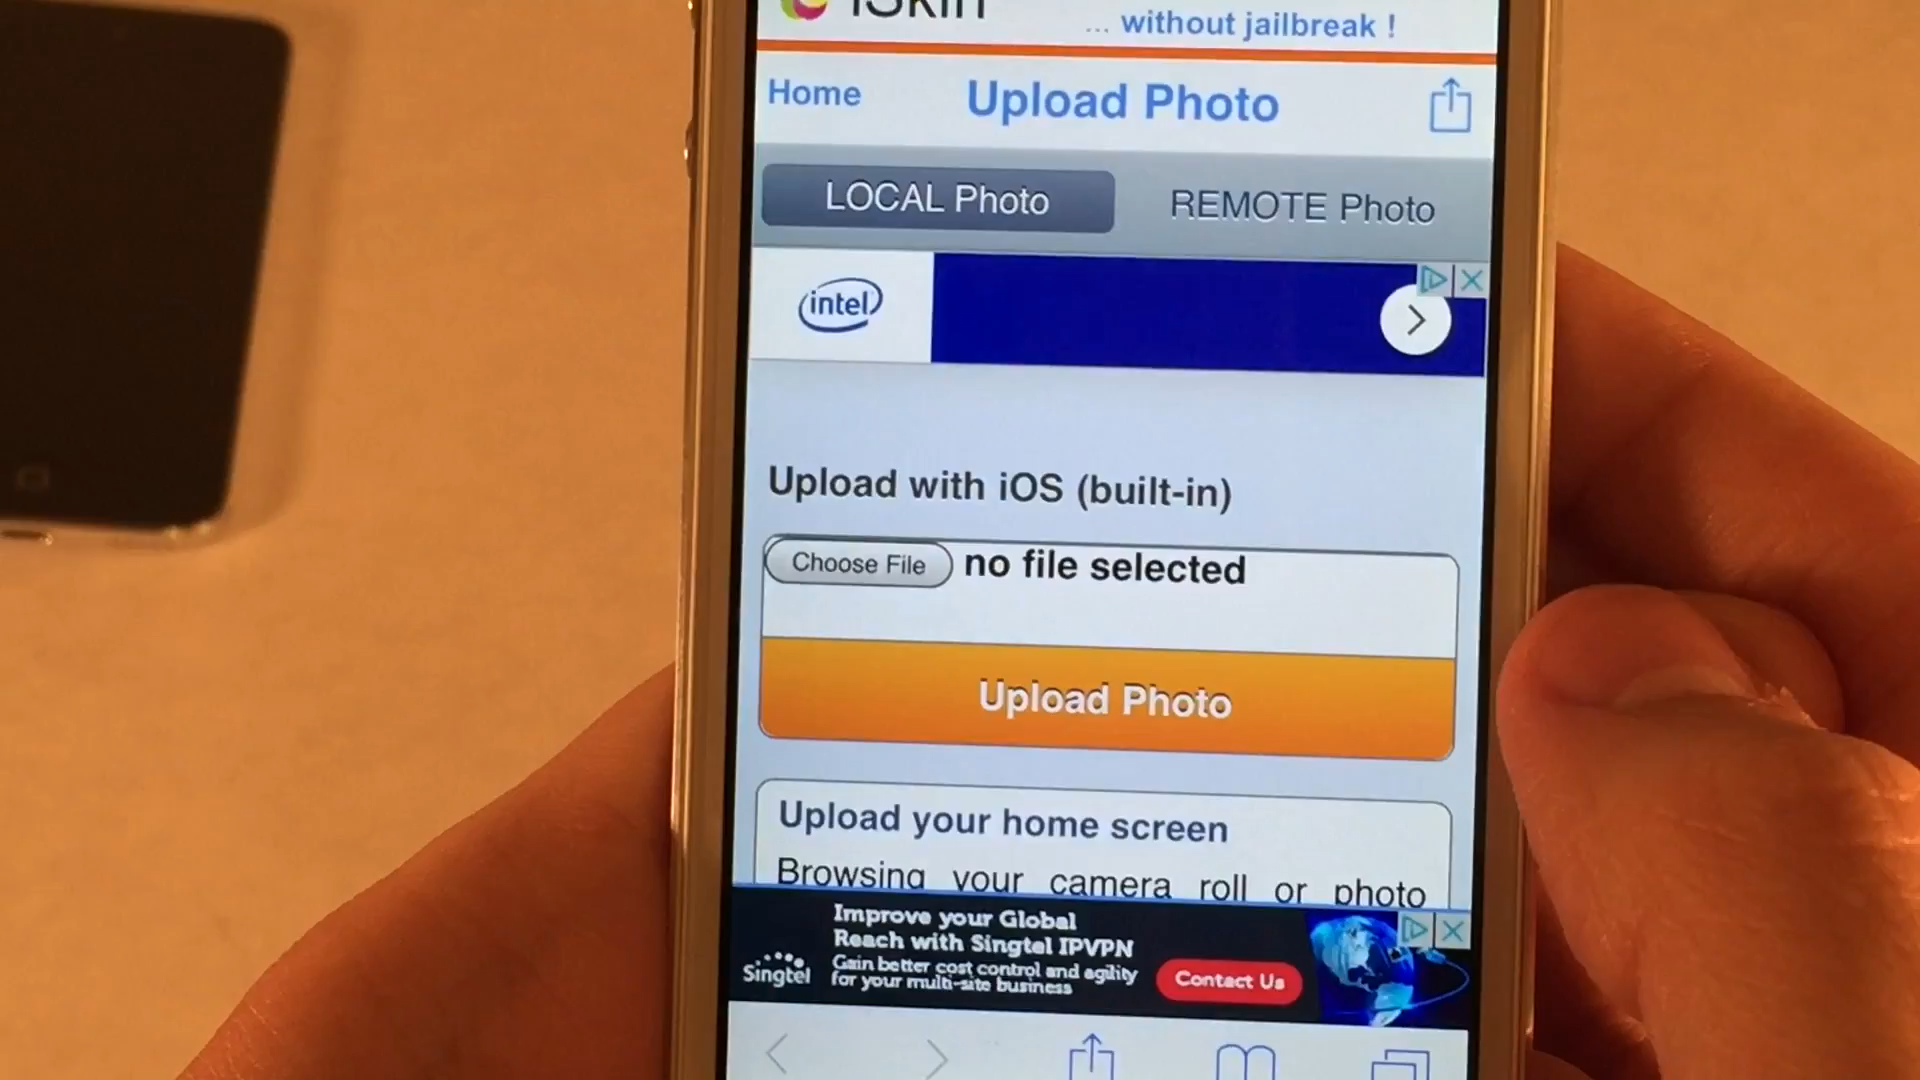 iSkin
... without jailbreak !
Home
Upload Photo
LOCAL Photo
REMOTE Photo
intel
Upload with iOS (built-in)
Choose File
no file selected
Upload Photo
Upload your home screen
Browsing your camera roll or photo
Improve your Global
Reach with Singtel IPVPN
Gain better cost control and agility
for your multi-site business
Singtel
Contact Us